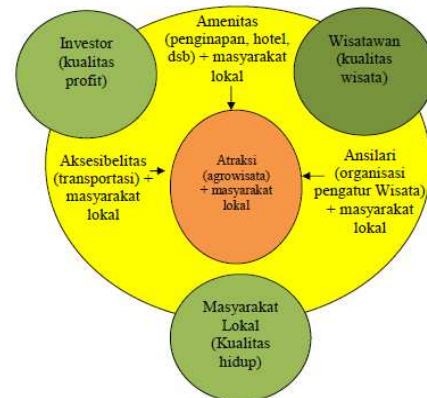 Investor
(kualitas
profit)
Amenitas
(penginapan, hotel,
dsb) + masyarakat
lokal
Wisatawan
(kualitas
wisata)
Aksesibelitas
(transportasi) +
masyarakat
lokal
Atraksi
(agrowisata)
+ masyarakat
lokal
Ansilari
(organisasi
pengatur Wisata)
+ masyarakat
lokal
Masyarakat
Lokal
(Kualitas
hidup)